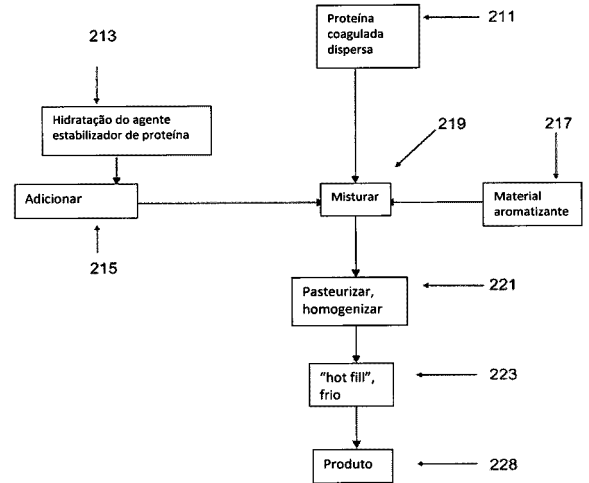 Proteína
coagulada
dispersa
211
213
Hidratação do agente
estabilizador de proteína
219
217
Adicionar
Misturar
Material
aromatizante
215
Pasteurizar,
homogenizar
221
"hot fill",
frio
223
Produto
228